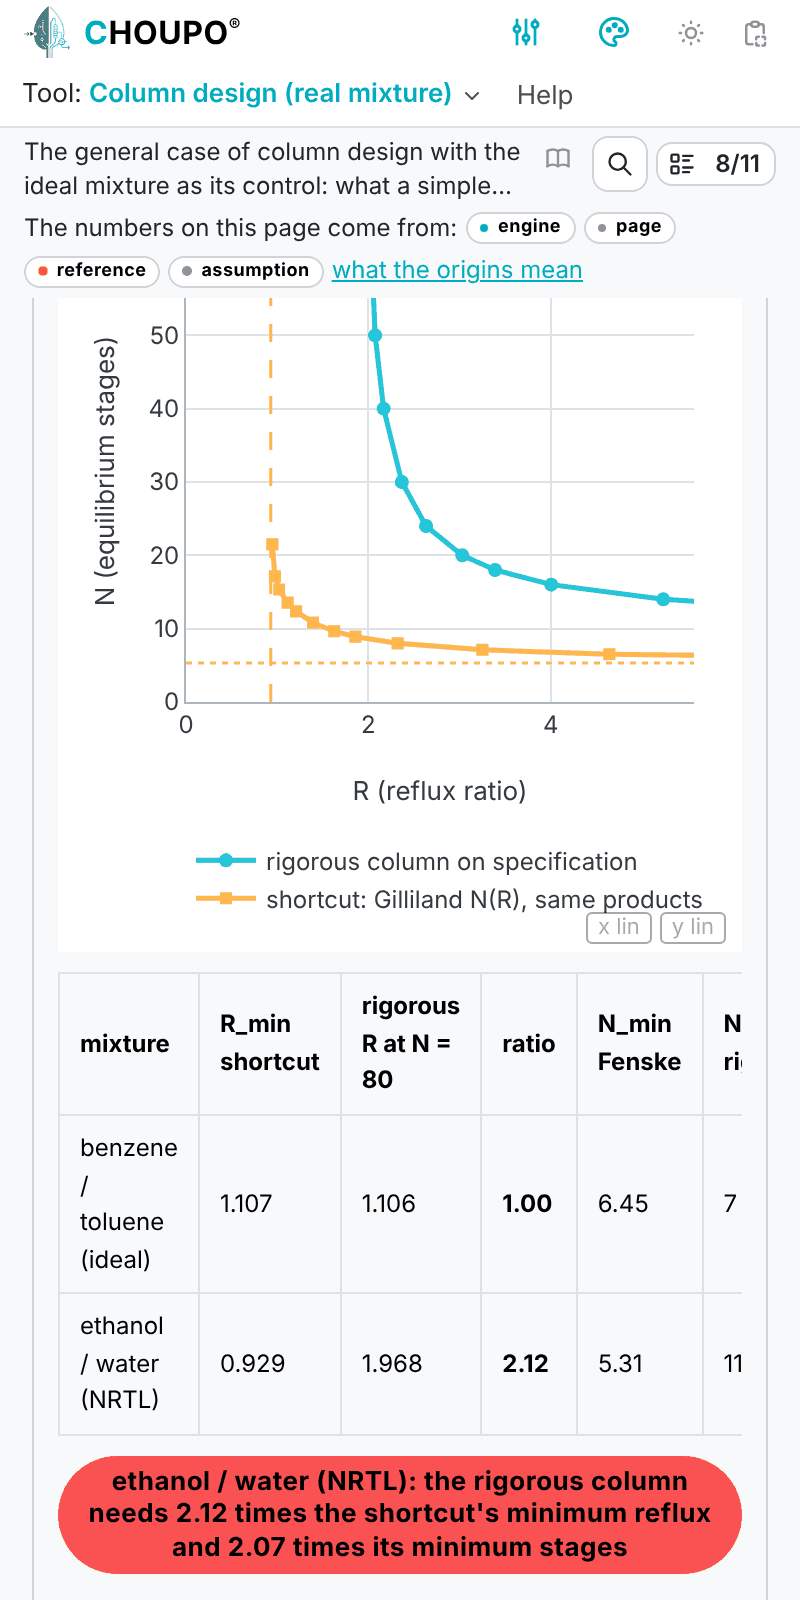 CHOUPO®
Tool: Column design (real mixture)
Help
The general case of column design with the
ideal mixture as its control: what a simple...
8/11
The numbers on this page come from:
engine
page
reference
assumption
what the origins mean
N (equilibrium stages)
50
40
30
20
10
0
0
2
4
R (reflux ratio)
rigorous column on specification
shortcut: Gilliland N(R), same products
x lin
y lin
mixture
R_min
shortcut
rigorous
R at N =
80
ratio
N_min
Fenske
N
benzene
/
toluene
(ideal)
1.107
1.106
1.00
6.45
7
ethanol
/ water
(NRTL)
0.929
1.968
2.12
5.31
11
ethanol / water (NRTL): the rigorous column
needs 2.12 times the shortcut's minimum reflux
and 2.07 times its minimum stages